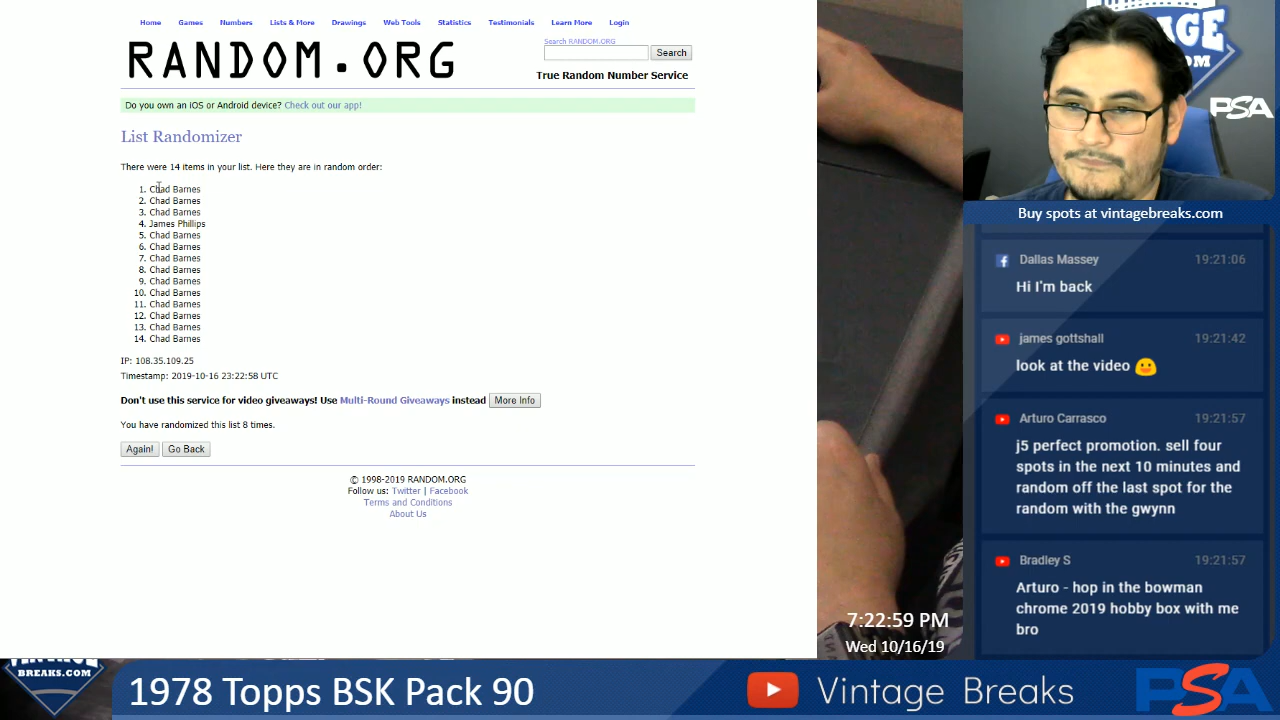 Home Games Numbers Lists & More Drawings Web Tools Statistics Testimonials Learn More Login
RANDOM.ORG
Search RANDOM.ORG
Search
True Random Number Service
Do you own an iOS or Android device? Check out our app!
List Randomizer
There were 14 items in your list. Here they are in random order:
1. Chad Barnes
2. Chad Barnes
3. Chad Barnes
4. James Phillips
5. Chad Barnes
6. Chad Barnes
7. Chad Barnes
8. Chad Barnes
9. Chad Barnes
10. Chad Barnes
11. Chad Barnes
12. Chad Barnes
13. Chad Barnes
14. Chad Barnes
IP: 108.35.109.25
Timestamp: 2019-10-16 23:22:58 UTC
Don't use this service for video giveaways! Use Multi-Round Giveaways instead More Info
You have randomized this list 8 times.
Again! Go Back
© 1998-2019 RANDOM.ORG
Follow us: Twitter | Facebook
Terms and Conditions
About Us
PSA
Buy spots at vintagebreaks.com
Dallas Massey 19:21:06
Hi I'm back
james gottshall 19:21:42
look at the video
Arturo Carrasco 19:21:57
j5 perfect promotion. sell four
spots in the next 10 minutes and
random off the last spot for the
random with the gwynn
Bradley S 19:21:57
Arturo - hop in the bowman
chrome 2019 hobby box with me
bro
7:22:59 PM
Wed 10/16/19
BREAKS.COM
1978 Topps BSK Pack 90
Vintage Breaks
PSA